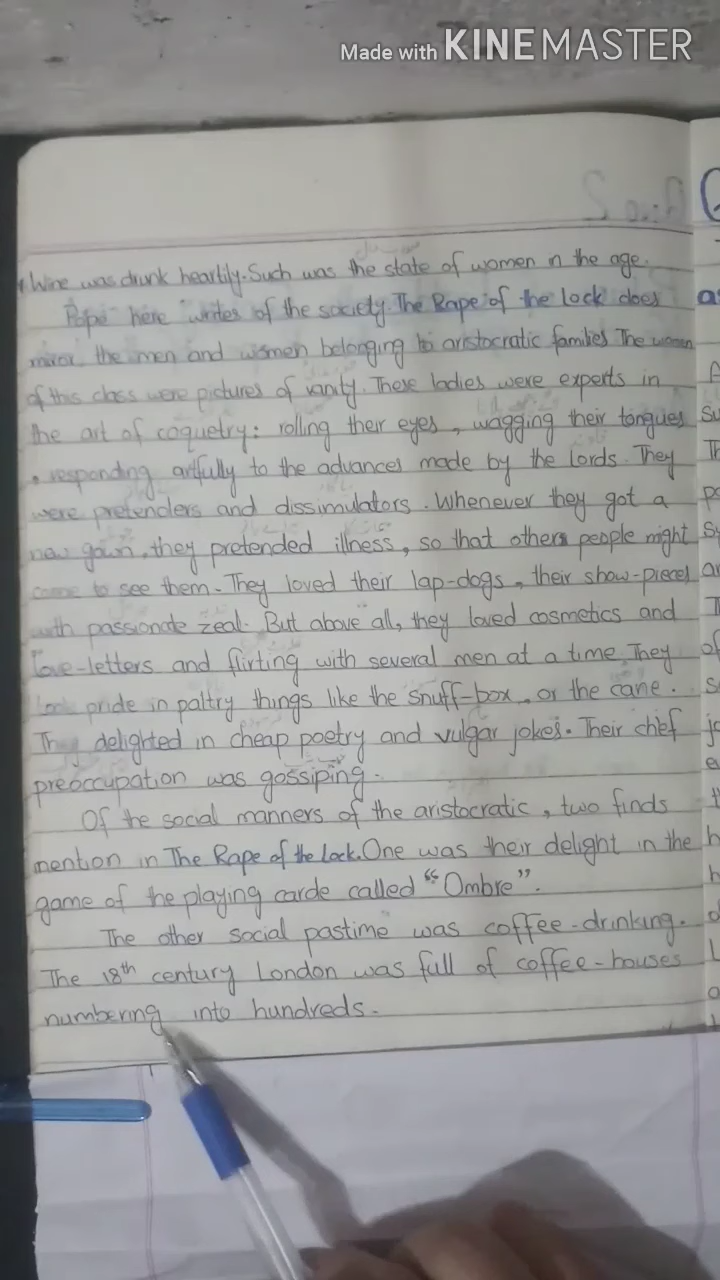 Made with KINEMASTER
Wine was drunk heartily. Such was the state of women in the age.
Pope here writes of the society. The Rape of the lock does
mirror the men and women belonging to aristocratic families The women
of this class were pictures of vanity. These ladies were experts in
the art of coquetry: rolling their eyes, wagging their tongues
, responding artfully to the advances made by the lords. They
were pretenders and dissimulators. Whenever they got a
new gown, they pretended illness, so that others people might
come to see them. They loved their lap-dogs, their show-pieces
with passionate zeal. But above all, they loved cosmetics and
love-letters and flirting with several men at a time. They
took pride in paltry things like the snuff-box, or the cane.
They delighted in cheap poetry and vulgar jokes. Their chief
preoccupation was gossiping.
Of the social manners of the aristocratic, two finds
mention in The Rape of the Lock. One was their delight in the
game of the playing carde called "Ombre".
The other social pastime was coffee-drinking.
The 18th century London was full of coffee-houses
numbering into hundreds.